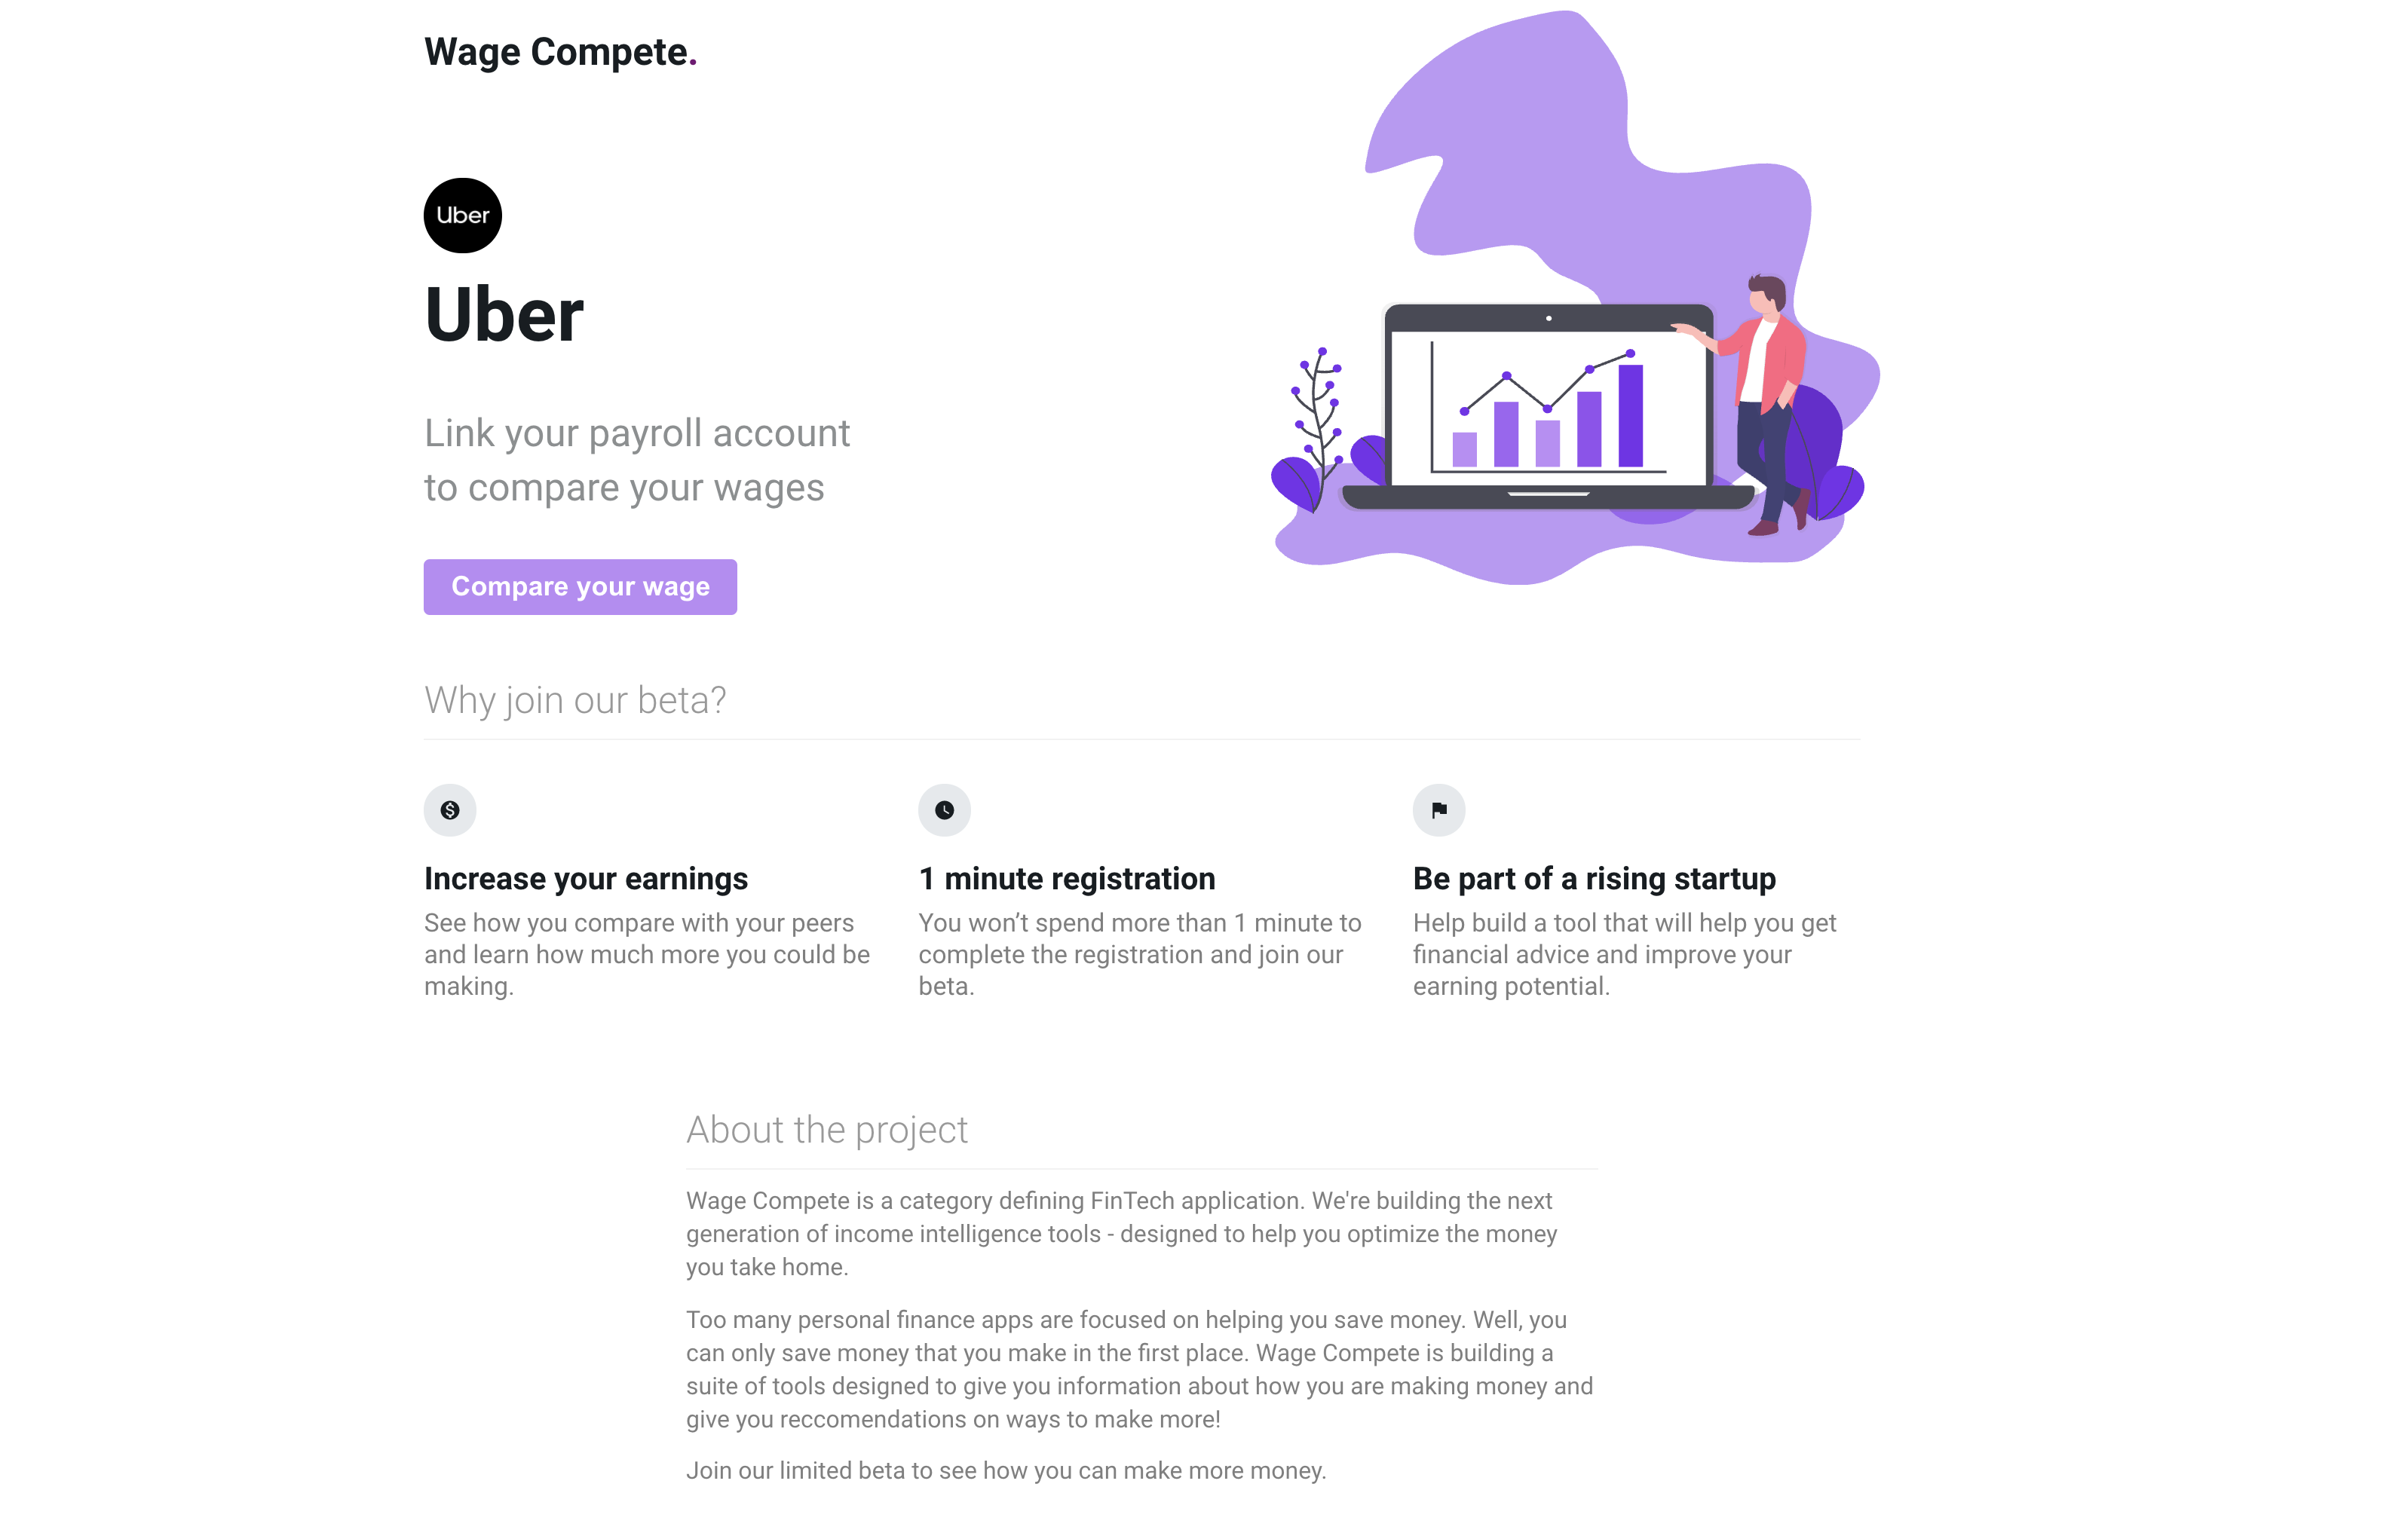 Wage Compete.
Uber
Uber
Link your payroll account
to compare your wages
Compare your wage
Why join our beta?
Increase your earnings
See how you compare with your peers
and learn how much more you could be
making.
1 minute registration
You won’t spend more than 1 minute to
complete the registration and join our
beta.
Be part of a rising startup
Help build a tool that will help you get
financial advice and improve your
earning potential.
About the project
Wage Compete is a category defining FinTech application. We're building the next
generation of income intelligence tools - designed to help you optimize the money
you take home.
Too many personal finance apps are focused on helping you save money. Well, you
can only save money that you make in the first place. Wage Compete is building a
suite of tools designed to give you information about how you are making money and
give you reccomendations on ways to make more!
Join our limited beta to see how you can make more money.